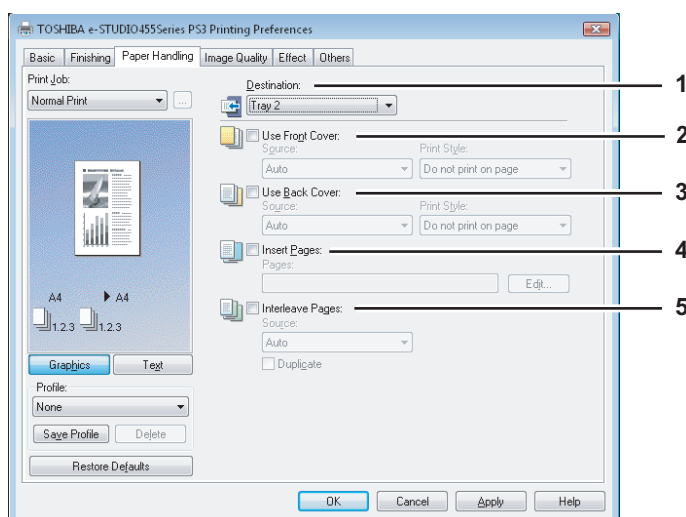 TOSHIBA e-STUDIO455Series PS3 Printing Preferences
Basic Finishing Paper Handling Image Quality Effect Others
Print Job:
Normal Print
...
A4 A4
1.2.3 1.2.3
Graphics Text
Profile:
None
Save Profile Delete
Restore Defaults
Destination: 1
Tray 2
Use Front Cover: 2
Source: Print Style:
Auto Do not print on page
Use Back Cover: 3
Source: Print Style:
Auto Do not print on page
Insert Pages: 4
Pages:
Edit...
Interleave Pages: 5
Source:
Auto
Duplicate
OK Cancel Apply Help